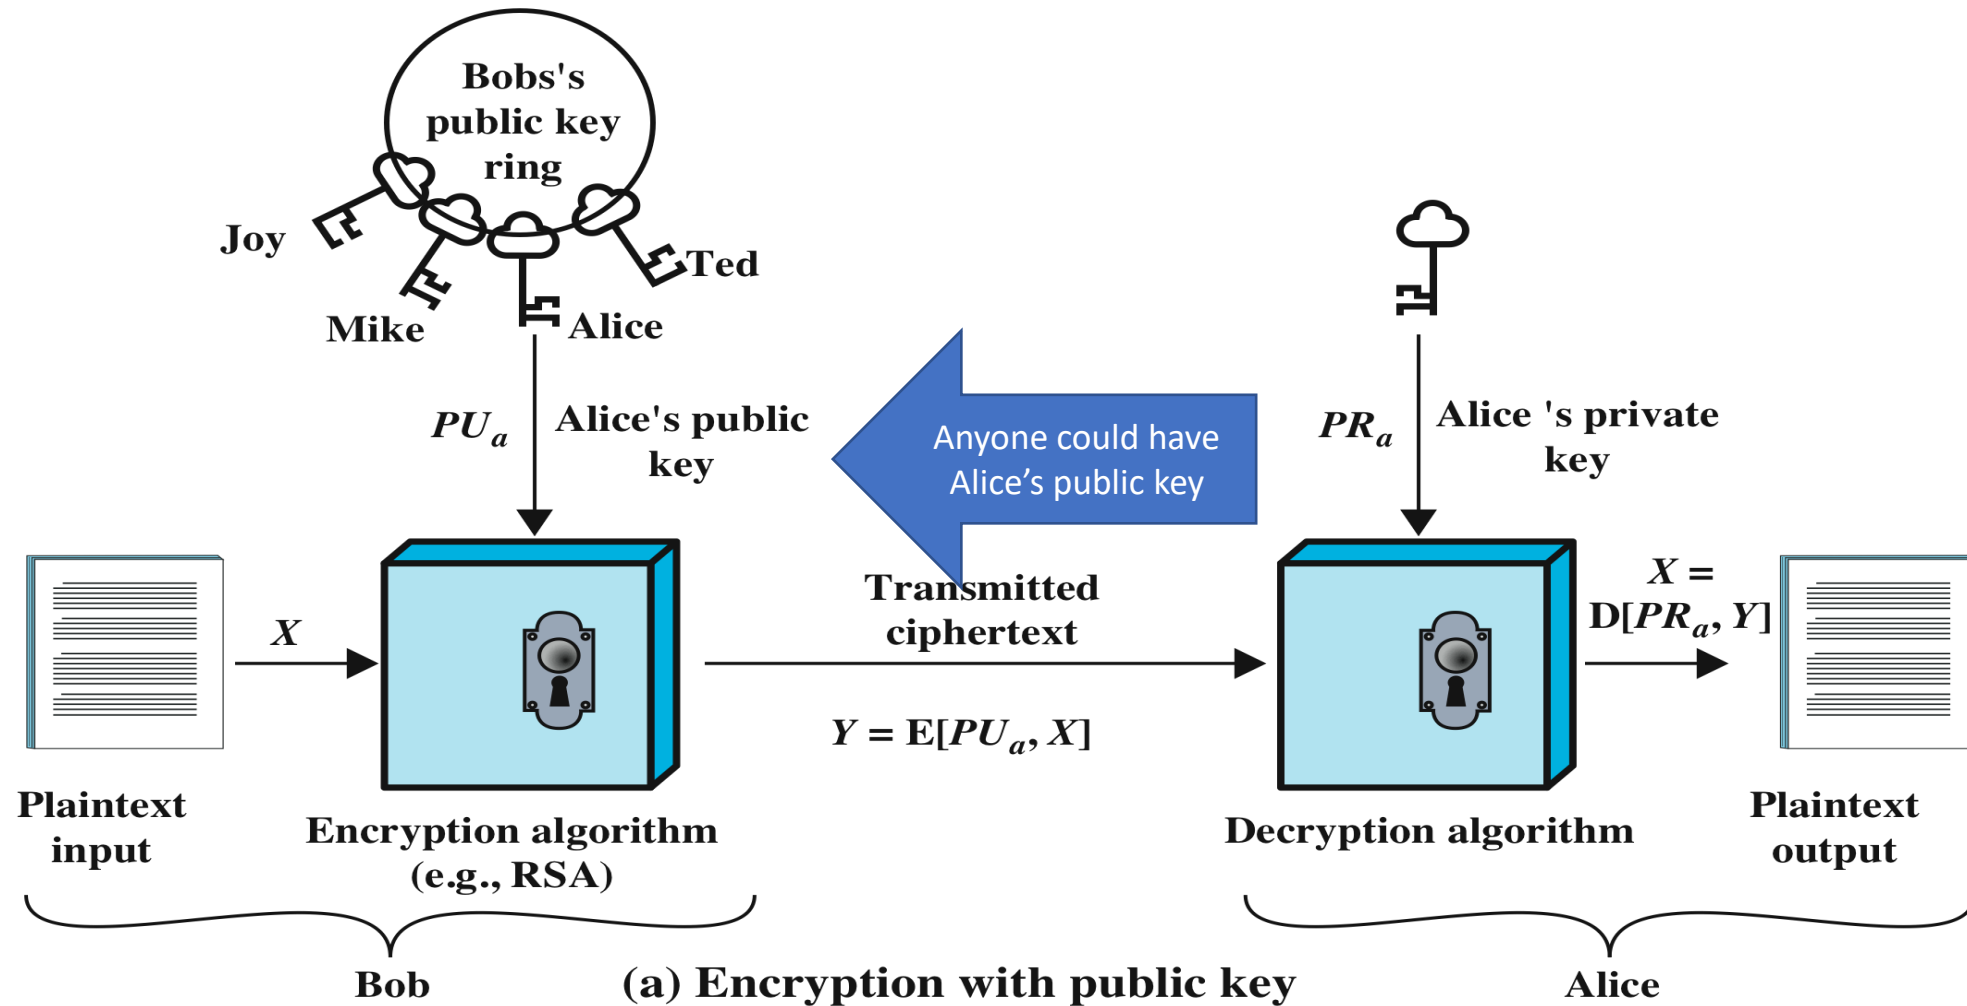 Bobs's
public key
ring
Joy
Ted
Mike
Alice
PUa
Alice's public
key
Anyone could have
Alice’s public key
PRa
Alice 's private
key
X
Transmitted
ciphertext
Y = E[PUa, X]
X =
D[PRa, Y]
Plaintext
input
Encryption algorithm
(e.g., RSA)
Decryption algorithm
Plaintext
output
Bob
(a) Encryption with public key
Alice